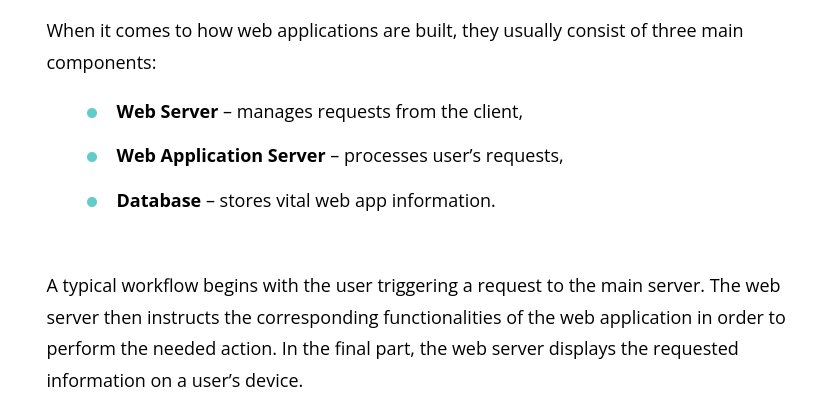 When it comes to how web applications are built, they usually consist of three main
components:
Web Server – manages requests from the client,
Web Application Server – processes user’s requests,
Database – stores vital web app information.
A typical workflow begins with the user triggering a request to the main server. The web
server then instructs the corresponding functionalities of the web application in order to
perform the needed action. In the final part, the web server displays the requested
information on a user’s device.